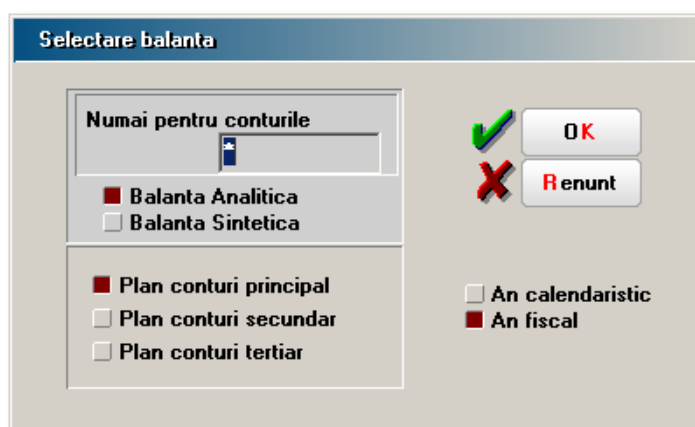 Selectare balanta
Numai pentru conturile
*
Balanta Analitica
Balanta Sintetica
Plan conturi principal
Plan conturi secundar
Plan conturi tertiar
OK
Renunt
An calendaristic
An fiscal